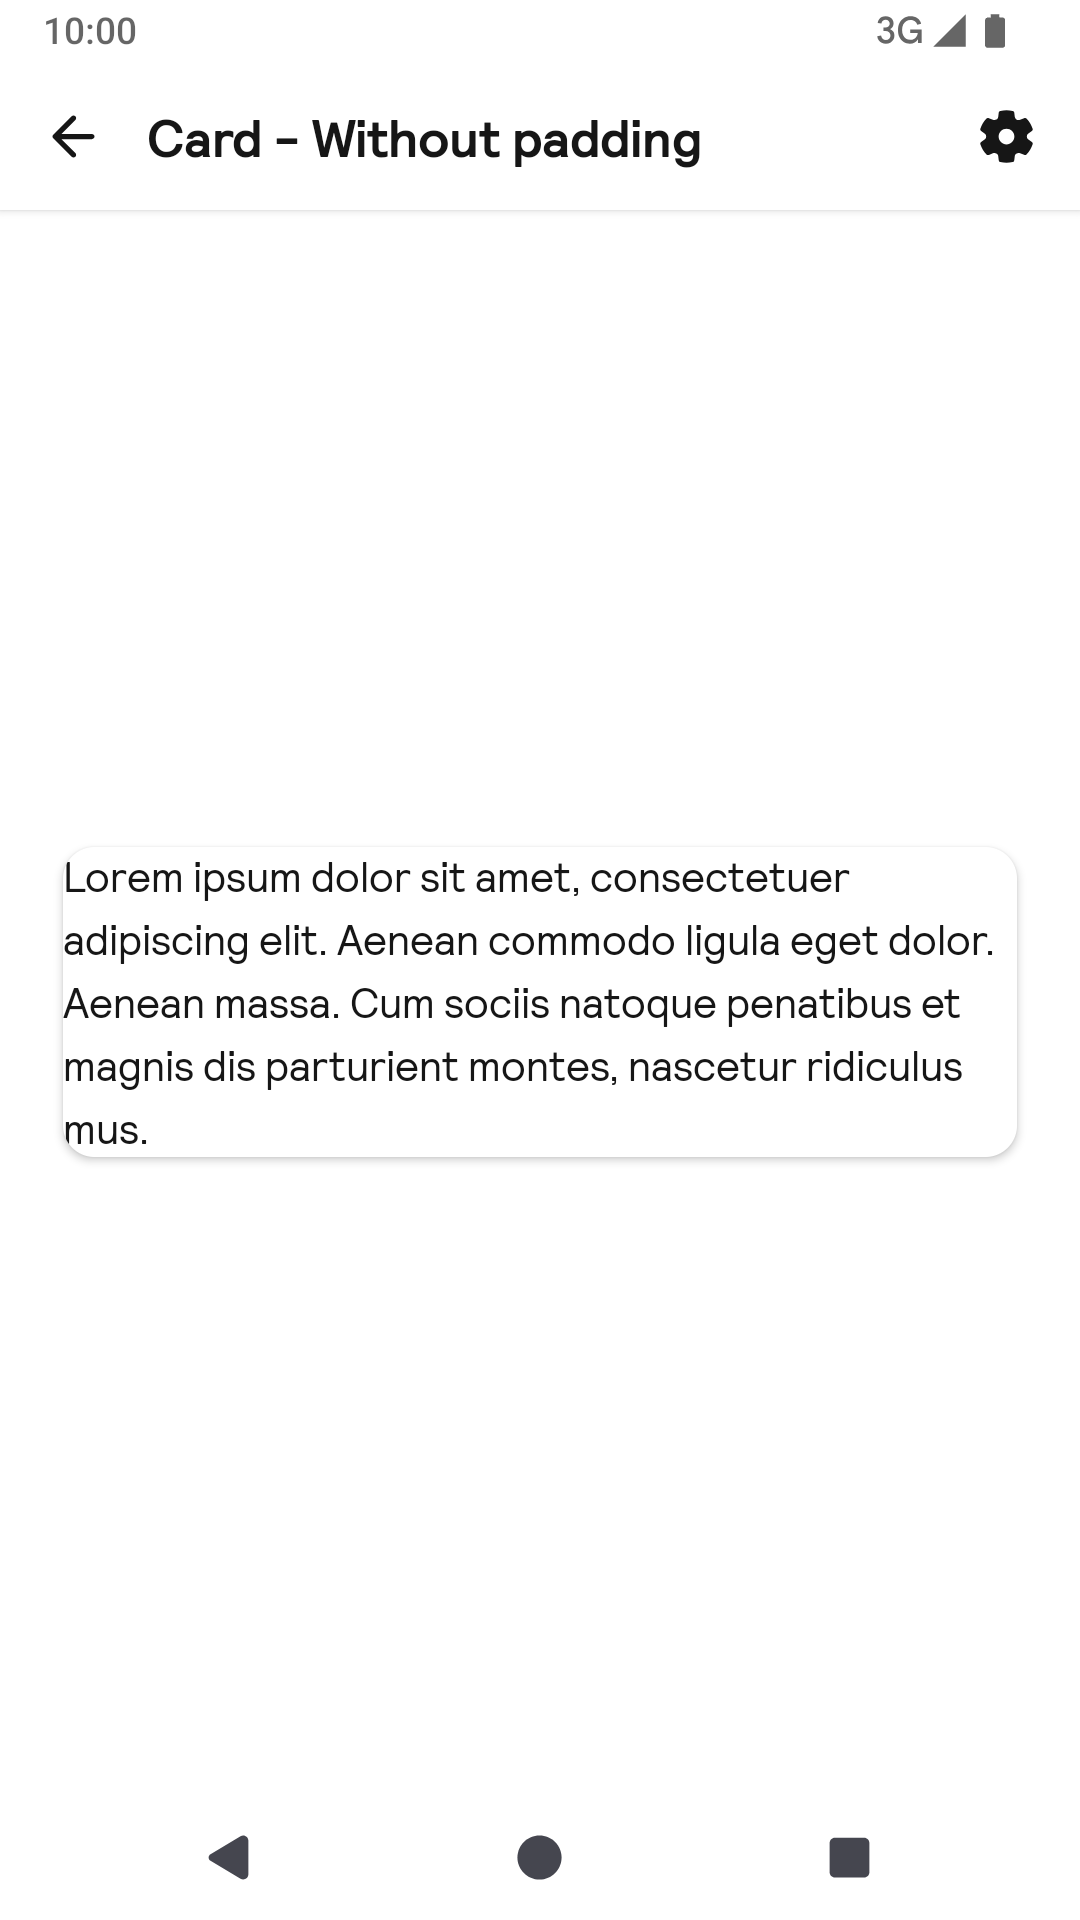 10:00 3G
Card - Without padding
Lorem ipsum dolor sit amet, consectetuer
adipiscing elit. Aenean commodo ligula eget dolor.
Aenean massa. Cum sociis natoque penatibus et
magnis dis parturient montes, nascetur ridiculus
mus.